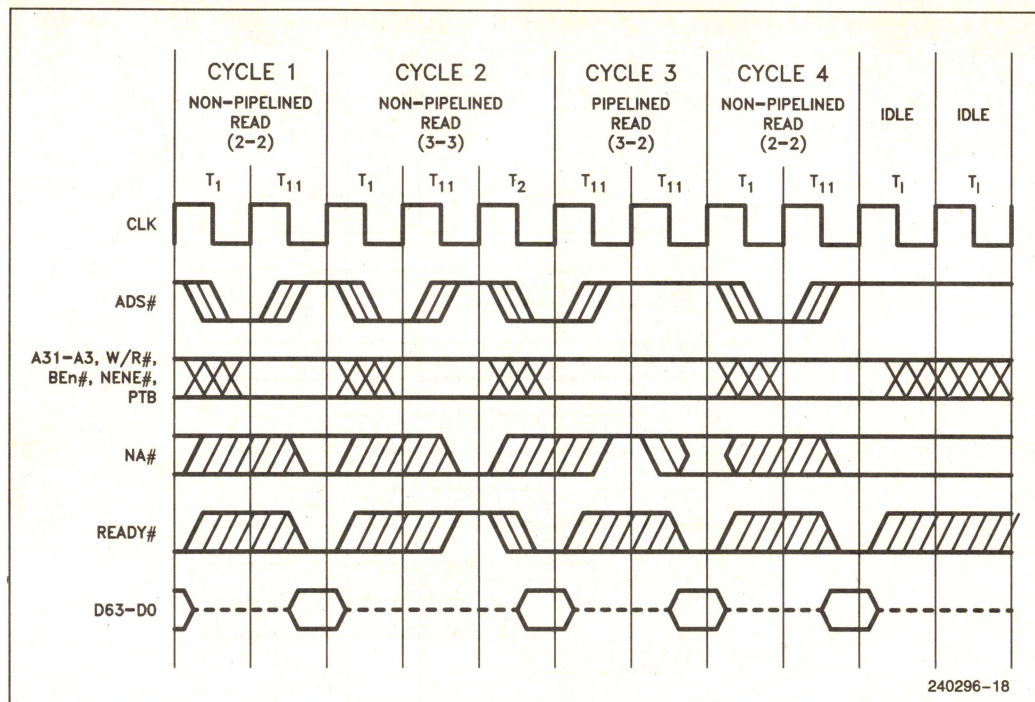 CYCLE 1
NON-PIPELINED
READ
(2-2)
CYCLE 2
NON-PIPELINED
READ
(3-3)
CYCLE 3
PIPELINED
READ
(3-2)
CYCLE 4
NON-PIPELINED
READ
(2-2)
IDLE
IDLE
T1 T11 T1 T11 T2 T11 T11 T1 T11 TI TI
CLK
ADS#
A31-A3, W/R#,
BEn#, NENE#,
PTB
NA#
READY#
D63-D0
240296-18